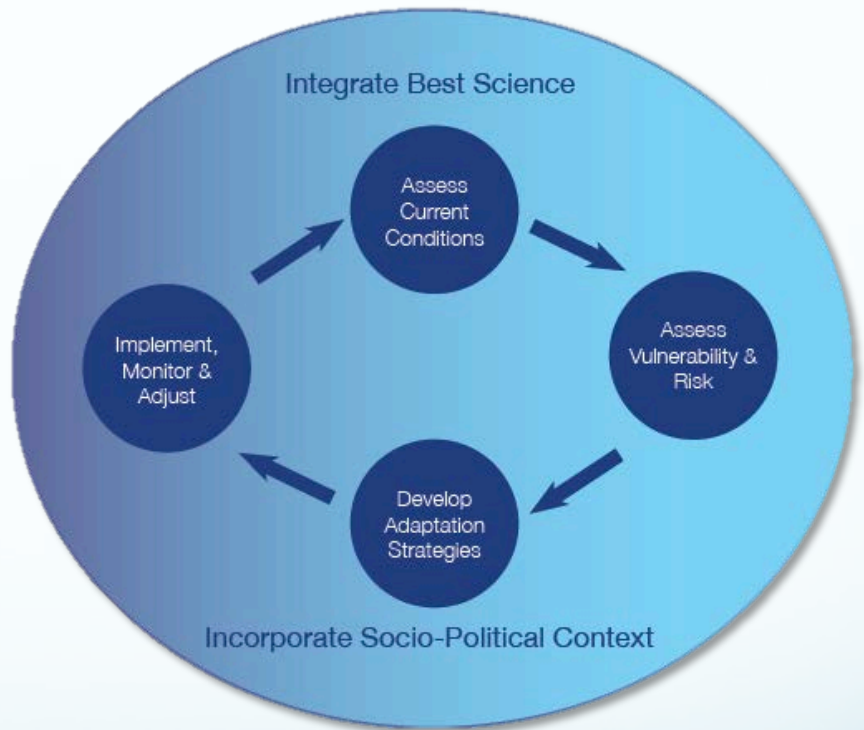 Integrate Best Science
Assess
Current
Conditions
Assess
Vulnerability &
Risk
Develop
Adaptation
Strategies
Implement,
Monitor &
Adjust
Incorporate Socio-Political Context